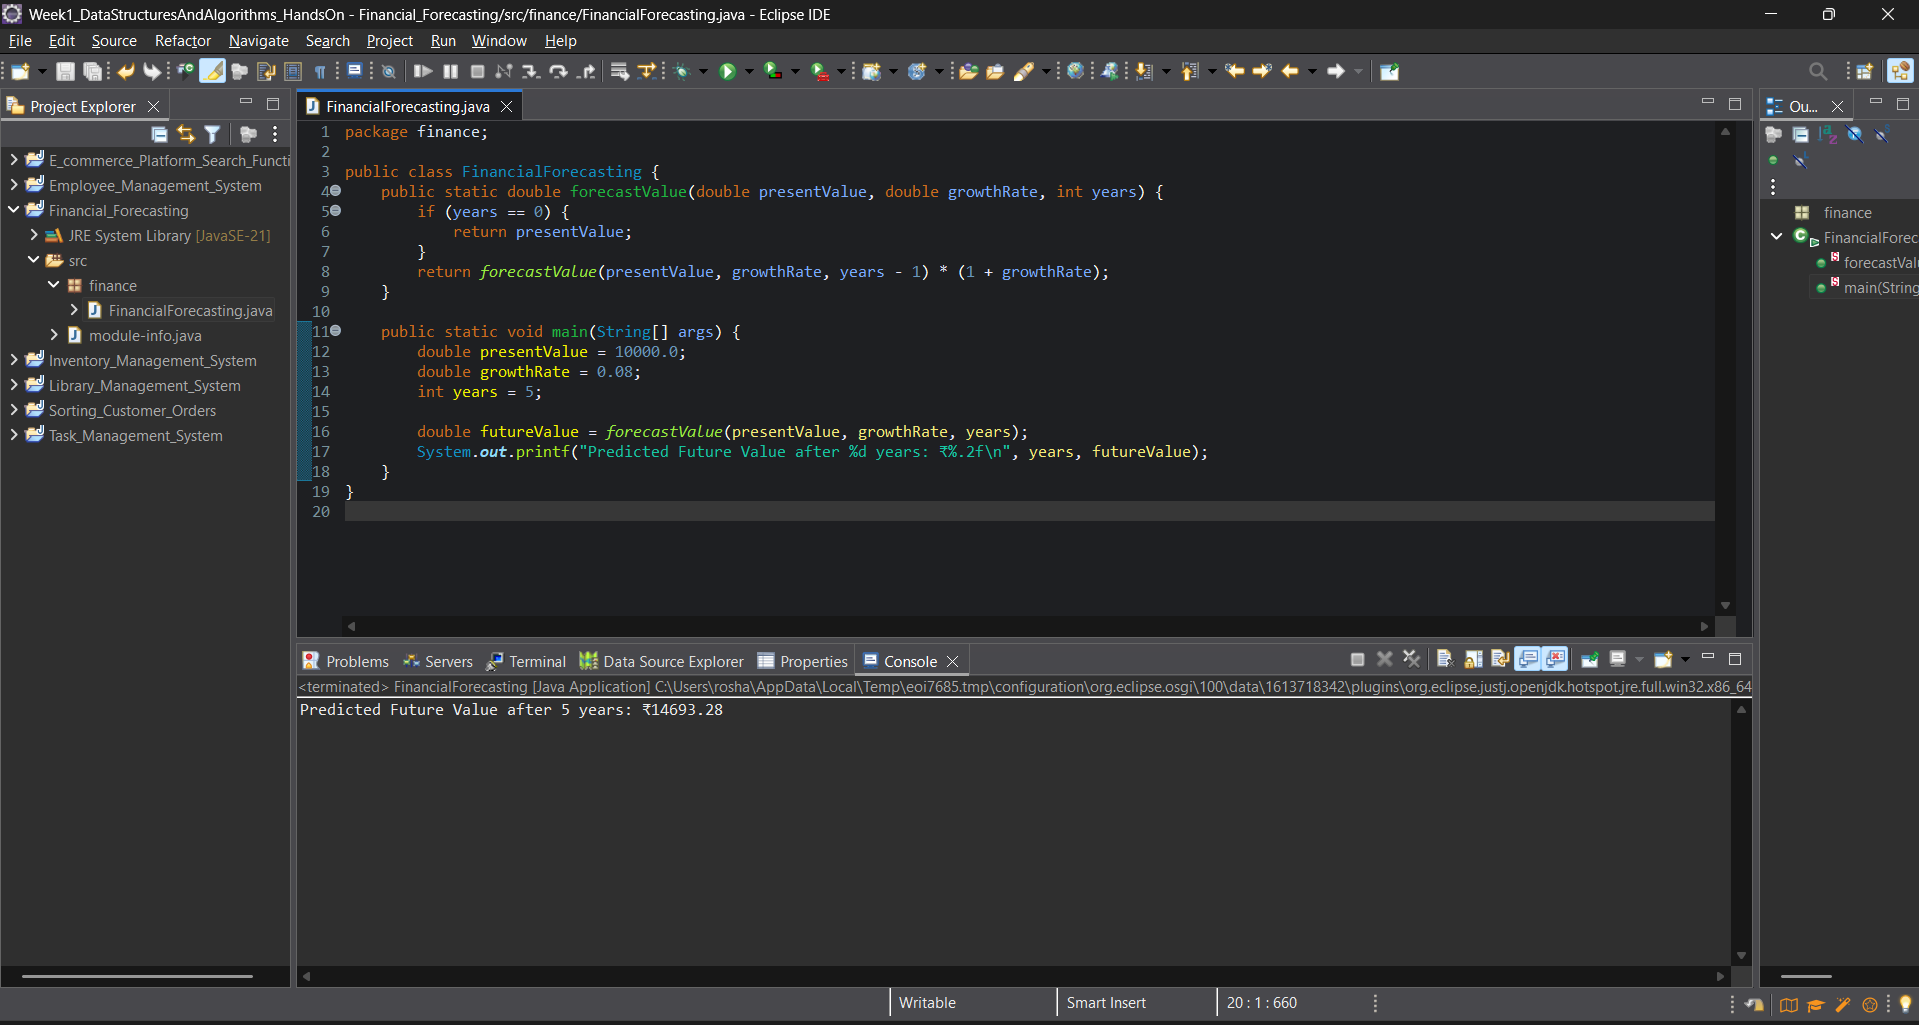 Week1_DataStructuresAndAlgorithms_HandsOn - Financial_Forecasting/src/finance/FinancialForecasting.java - Eclipse IDE
File Edit Source Refactor Navigate Search Project Run Window Help
Project Explorer
E_commerce_Platform_Search_Functi
Employee_Management_System
Financial_Forecasting
JRE System Library [JavaSE-21]
src
finance
FinancialForecasting.java
module-info.java
Inventory_Management_System
Library_Management_System
Sorting_Customer_Orders
Task_Management_System
FinancialForecasting.java
1 package finance;
2
3 public class FinancialForecasting {
4 public static double forecastValue(double presentValue, double growthRate, int years) {
5 if (years == 0) {
6 return presentValue;
7 }
8 return forecastValue(presentValue, growthRate, years - 1) * (1 + growthRate);
9 }
10
11 public static void main(String[] args) {
12 double presentValue = 10000.0;
13 double growthRate = 0.08;
14 int years = 5;
15
16 double futureValue = forecastValue(presentValue, growthRate, years);
17 System.out.printf("Predicted Future Value after %d years: ₹%.2f\n", years, futureValue);
18 }
19 }
20
Ou...
finance
FinancialForec
forecastVal
main(String
Problems Servers Terminal Data Source Explorer Properties Console
<terminated> FinancialForecasting [Java Application] C:\Users\rosha\AppData\Local\Temp\eoi7685.tmp\configuration\org.eclipse.osgi\100\data\1613718342\plugins\org.eclipse.justj.openjdk.hotspot.jre.full.win32.x86_64
Predicted Future Value after 5 years: ₹14693.28
Writable Smart Insert 20 : 1 : 660